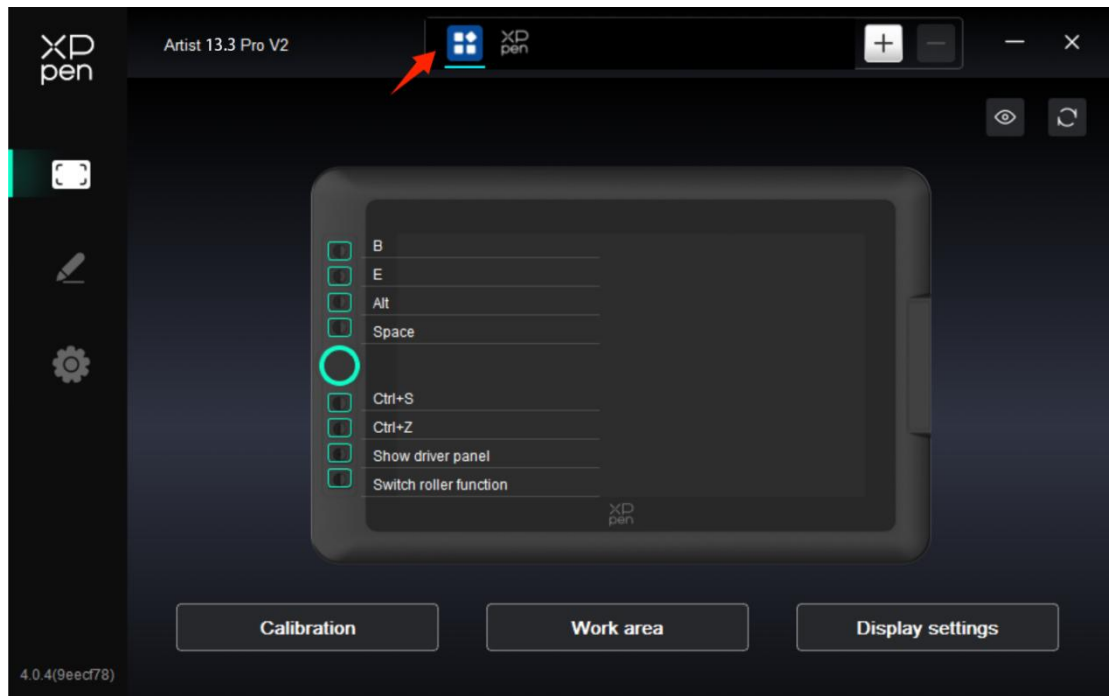 XP
pen
Artist 13.3 Pro V2
XP
pen
B
E
Alt
Space
Ctrl+S
Ctrl+Z
Show driver panel
Switch roller function
XP
pen
Calibration
Work area
Display settings
4.0.4(9eecf78)